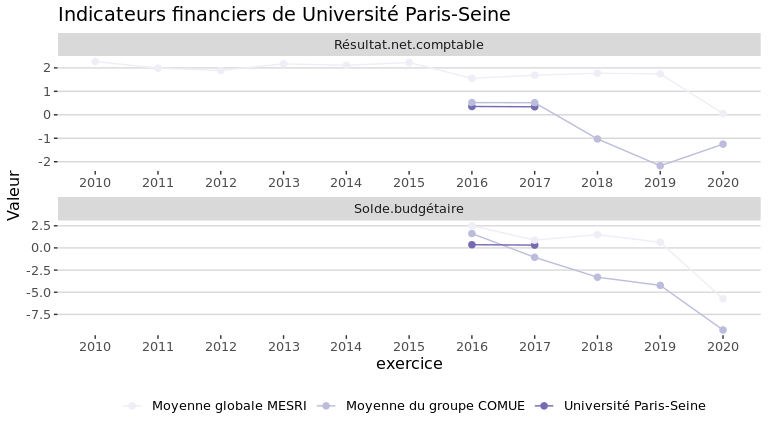 Indicateurs financiers de Université Paris-Seine
Résultat.net.comptable
2
1
0
-1
-2
2010 2011 2012 2013 2014 2015 2016 2017 2018 2019 2020
Valeur
Solde.budgétaire
2.5
0.0
-2.5
-5.0
-7.5
2010 2011 2012 2013 2014 2015 2016 2017 2018 2019 2020
exercice
Moyenne globale MESRI Moyenne du groupe COMUE Université Paris-Seine